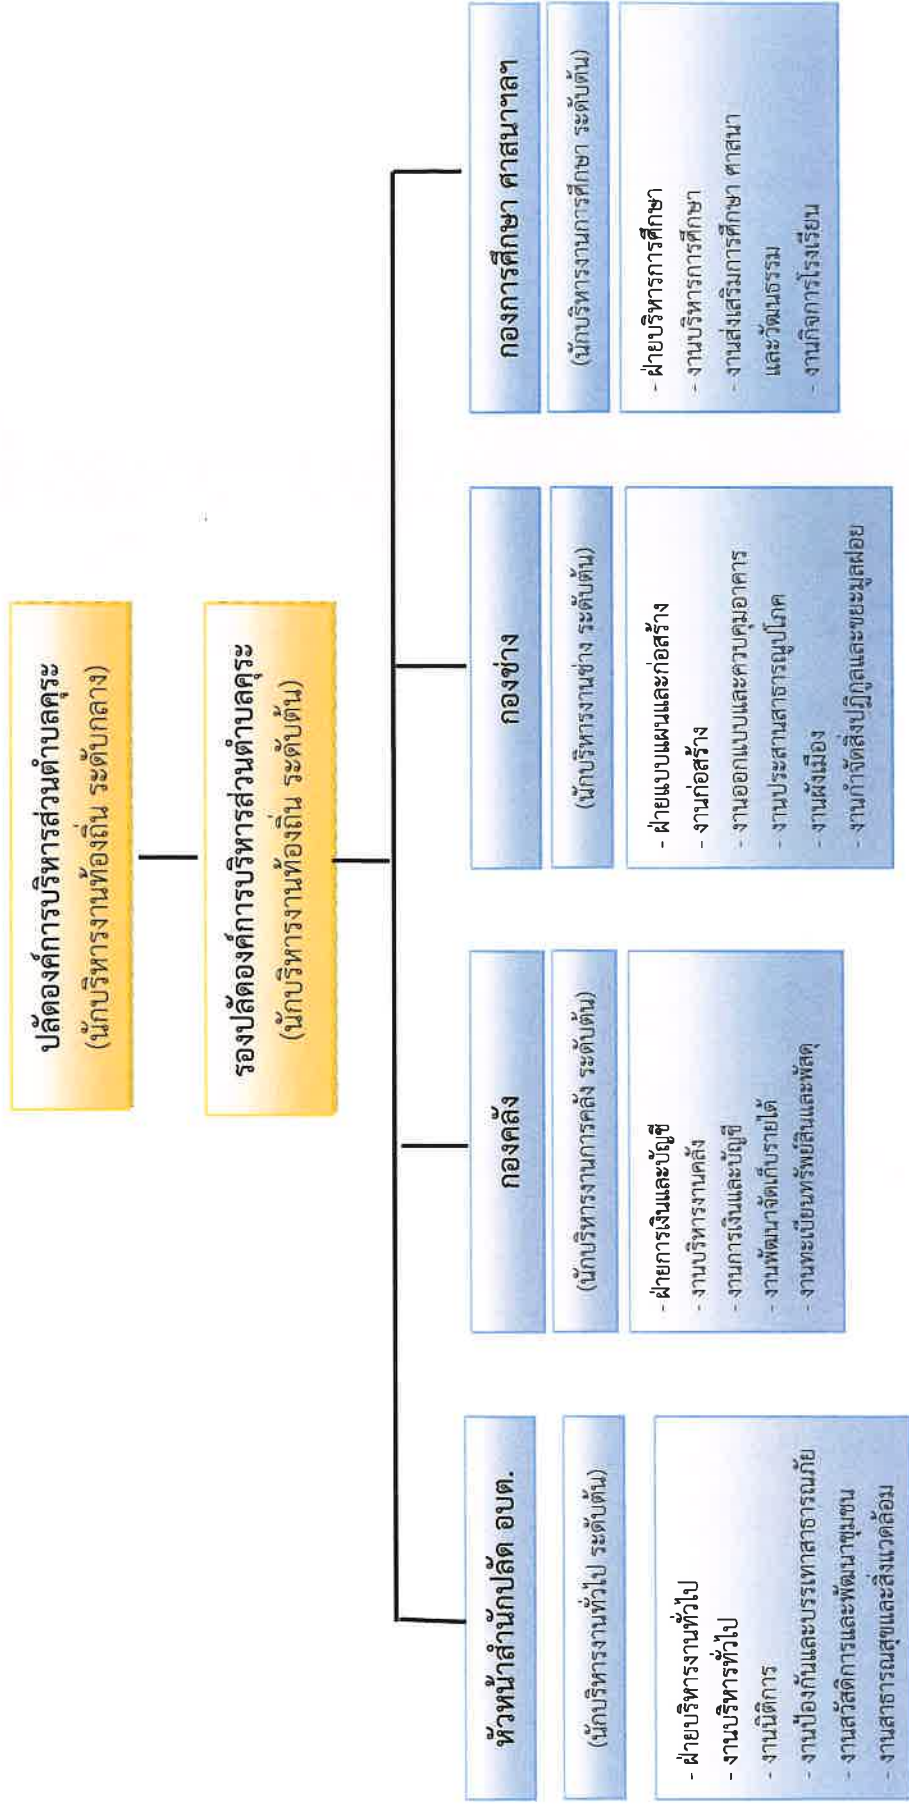 ปลัดองค์การบริหารส่วนตำบลคุระ
(นักบริหารงานท้องถิ่น ระดับกลาง)
รองปลัดองค์การบริหารส่วนตำบลคุระ
(นักบริหารงานท้องถิ่น ระดับต้น)
หัวหน้าสำนักปลัด อบต.
(นักบริหารงานทั่วไป ระดับต้น)
- ฝ่ายบริหารงานทั่วไป
- งานบริหารทั่วไป
- งานนิติการ
- งานป้องกันและบรรเทาสาธารณภัย
- งานสวัสดิการและพัฒนาชุมชน
- งานสาธารณสุขและสิ่งแวดล้อม
กองคลัง
(นักบริหารงานการคลัง ระดับต้น)
- ฝ่ายการเงินและบัญชี
- งานบริหารงานคลัง
- งานการเงินและบัญชี
- งานพัฒนาจัดเก็บรายได้
- งานทะเบียนทรัพย์สินและพัสดุ
กองช่าง
(นักบริหารงานช่าง ระดับต้น)
- ฝ่ายแบบแผนและก่อสร้าง
- งานก่อสร้าง
- งานออกแบบและควบคุมอาคาร
- งานประสานสาธารณูปโภค
- งานผังเมือง
- งานกำจัดสิ่งปฏิกูลและขยะมูลฝอย
กองการศึกษา ศาสนาฯลฯ
(นักบริหารงานการศึกษา ระดับต้น)
- ฝ่ายบริหารการศึกษา
- งานบริหารการศึกษา
- งานส่งเสริมการศึกษา ศาสนา
และวัฒนธรรม
- งานกิจการโรงเรียน